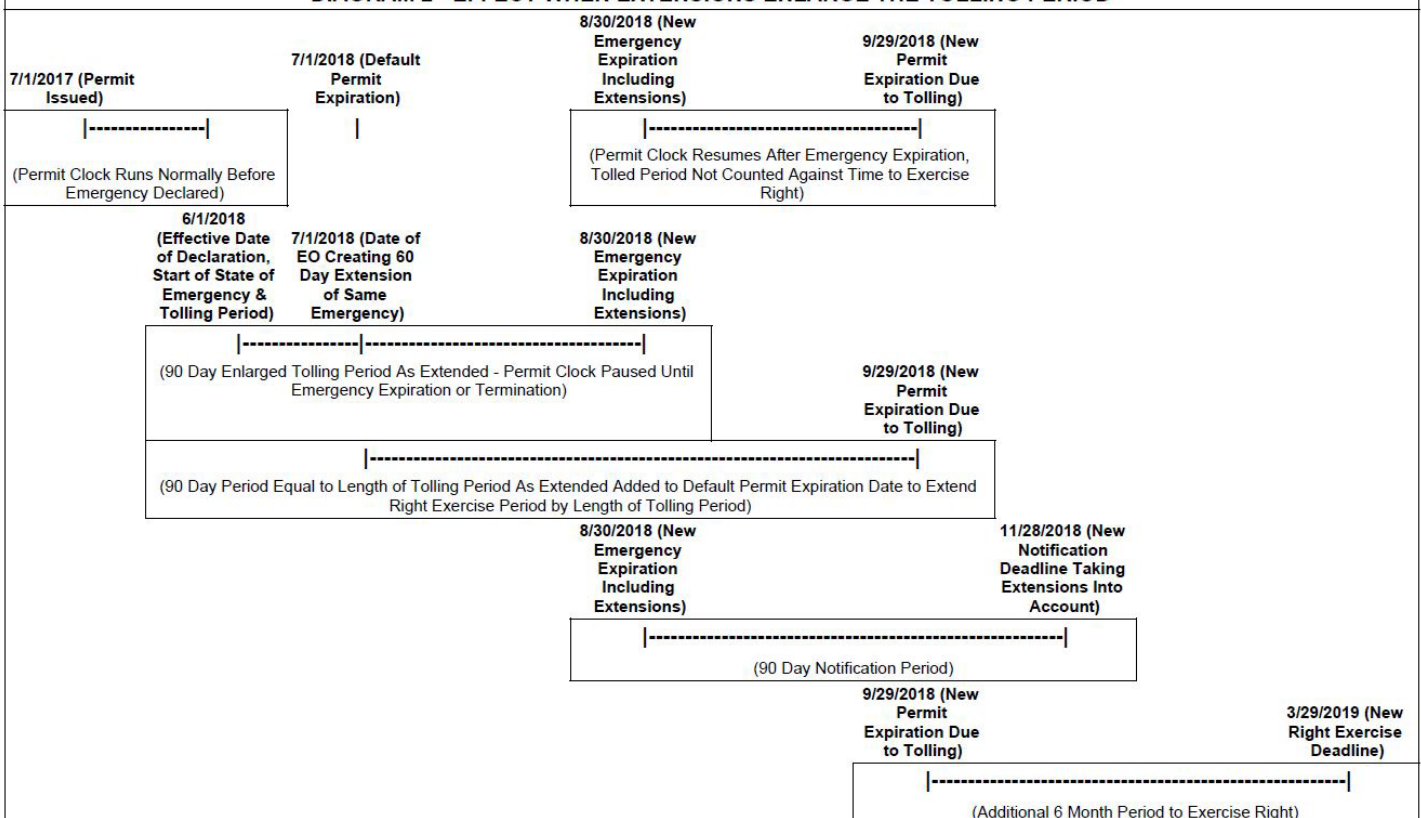 DIAGRAM 2 - EFFECT WHEN EXTENSIONS ENLARGE THE TOLLING PERIOD
7/1/2017 (Permit
Issued)
7/1/2018 (Default
Permit
Expiration)
8/30/2018 (New
Emergency
Expiration
Including
Extensions)
9/29/2018 (New
Permit
Expiration Due
to Tolling)
|----------------|
|
|-------------------------------------|
(Permit Clock Runs Normally Before
Emergency Declared)
(Permit Clock Resumes After Emergency Expiration,
Tolled Period Not Counted Against Time to Exercise
Right)
6/1/2018
(Effective Date
of Declaration,
Start of State of
Emergency &
Tolling Period)
7/1/2018 (Date of
EO Creating 60
Day Extension
of Same
Emergency)
8/30/2018 (New
Emergency
Expiration
Including
Extensions)
|----------------|--------------------------------------|
(90 Day Enlarged Tolling Period As Extended - Permit Clock Paused Until
Emergency Expiration or Termination)
9/29/2018 (New
Permit
Expiration Due
to Tolling)
|---------------------------------------------------------------------------|
(90 Day Period Equal to Length of Tolling Period As Extended Added to Default Permit Expiration Date to Extend
Right Exercise Period by Length of Tolling Period)
8/30/2018 (New
Emergency
Expiration
Including
Extensions)
11/28/2018 (New
Notification
Deadline Taking
Extensions Into
Account)
|---------------------------------------------------------|
(90 Day Notification Period)
9/29/2018 (New
Permit
Expiration Due
to Tolling)
3/29/2019 (New
Right Exercise
Deadline)
|---------------------------------------------------------|
(Additional 6 Month Period to Exercise Right)